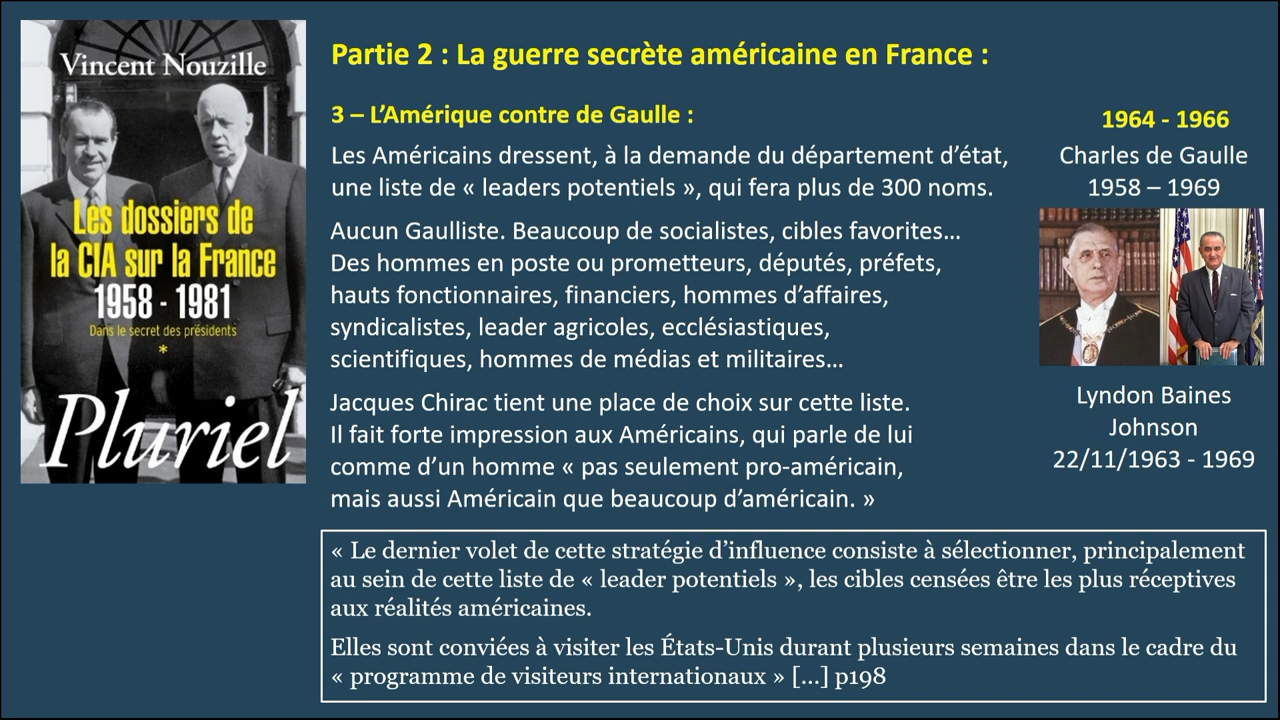 Vincent Nouzille
Les dossiers de
la CIA sur la France
1958 - 1981
Dans le secret des présidents
*
Pluriel
Partie 2 : La guerre secrète américaine en France :
3 – L’Amérique contre de Gaulle :
Les Américains dressent, à la demande du département d’état,
une liste de « leaders potentiels », qui fera plus de 300 noms.
Aucun Gaulliste. Beaucoup de socialistes, cibles favorites…
Des hommes en poste ou prometteurs, députés, préfets,
hauts fonctionnaires, financiers, hommes d’affaires,
syndicalistes, leader agricoles, ecclésiastiques,
scientifiques, hommes de médias et militaires…
Jacques Chirac tient une place de choix sur cette liste.
Il fait forte impression aux Américains, qui parle de lui
comme d’un homme « pas seulement pro-américain,
mais aussi Américain que beaucoup d’américain. »
1964 - 1966
Charles de Gaulle
1958 – 1969
Lyndon Baines
Johnson
22/11/1963 - 1969
« Le dernier volet de cette stratégie d’influence consiste à sélectionner, principalement
au sein de cette liste de « leader potentiels », les cibles censées être les plus réceptives
aux réalités américaines.
Elles sont conviées à visiter les États-Unis durant plusieurs semaines dans le cadre du
« programme de visiteurs internationaux » […] p198